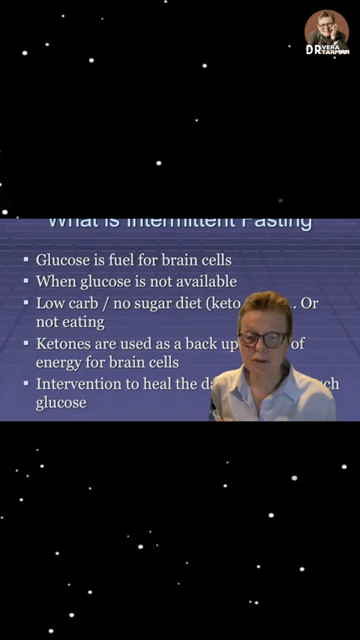 DR VERA TARMAN
What is Intermittent Fasting
Glucose is fuel for brain cells
When glucose is not available
Low carb / no sugar diet (keto .. Or
not eating
Ketones are used as a back up of
energy for brain cells
Intervention to heal the
glucose